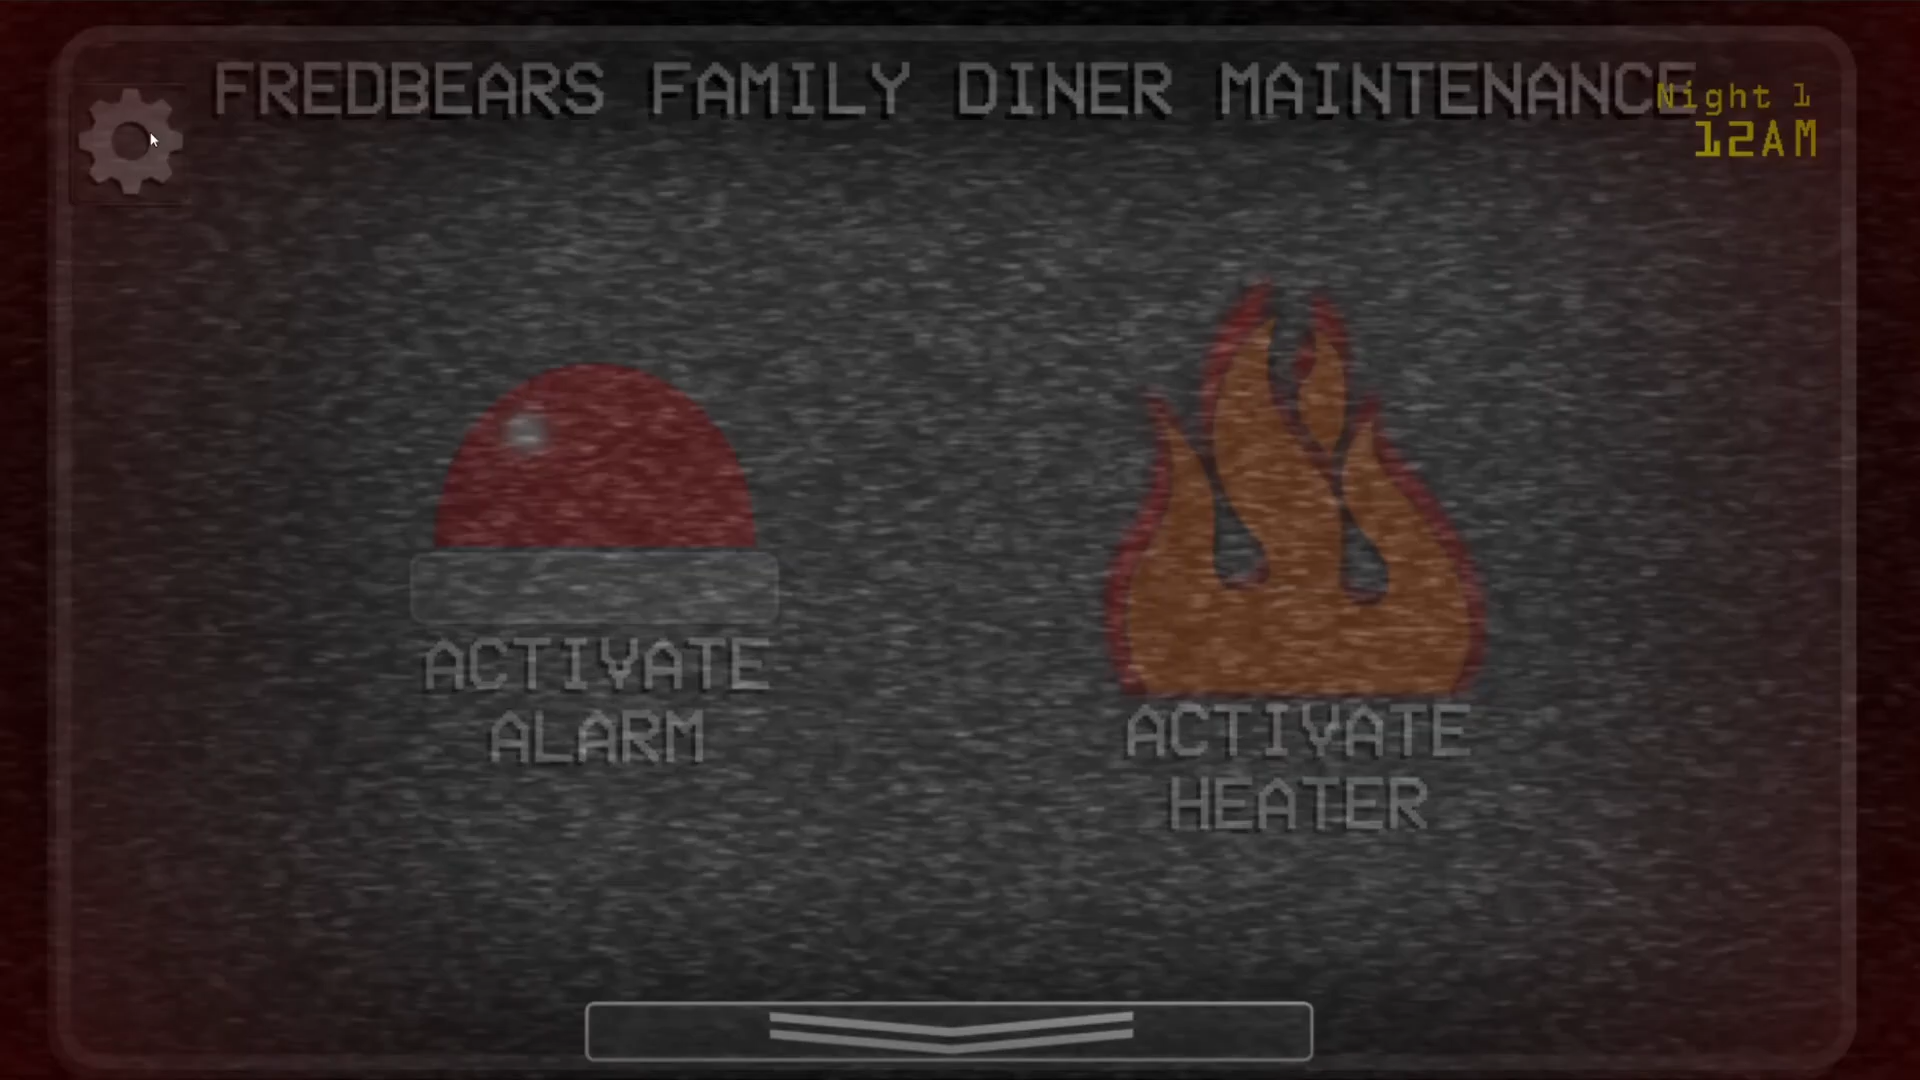 FREDBEARS FAMILY DINER MAINTENANCE
Night 1
12AM
ACTIVATE
ALARM
ACTIVATE
HEATER